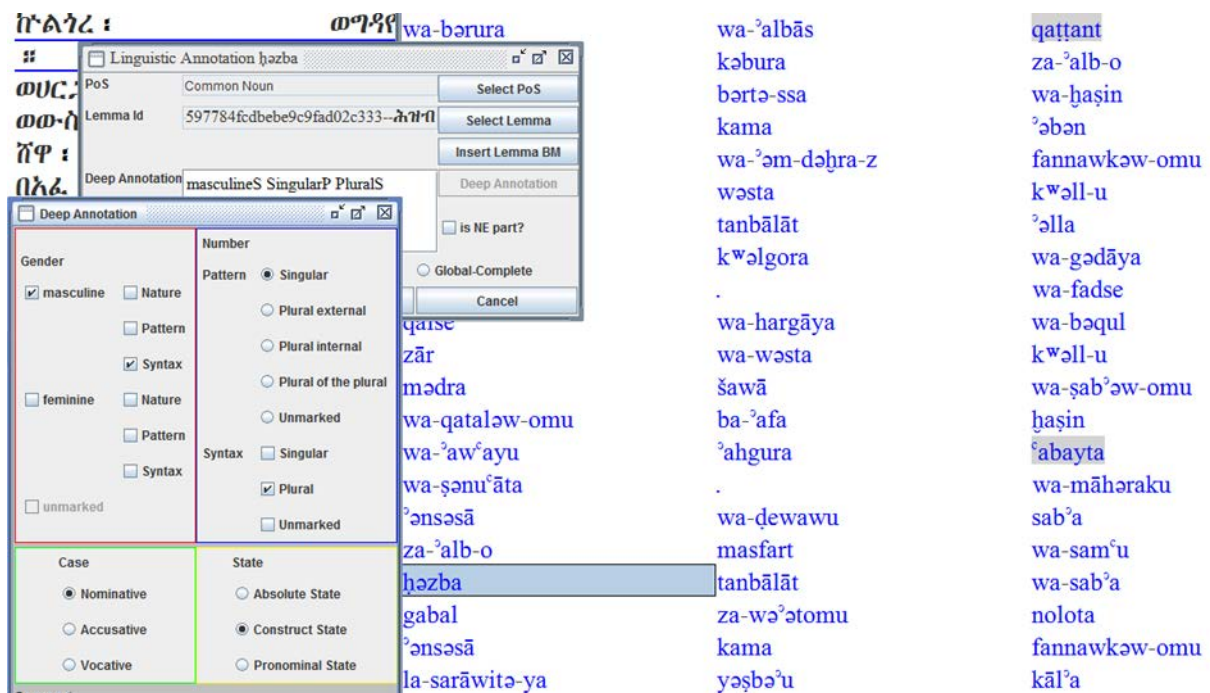 ኵልጎረ ፡ ወግዳየ
፨
Linguistic Annotation ḥəzba
PoS
Common Noun
Select PoS
Lemma Id
597784fcdbebe9c9fad02c333--ሕዝብ
Select Lemma
Insert Lemma BM
Deep Annotation
masculineS SingularP PluralS
Deep Annotation
is NE part?
Global-Complete
Cancel
ሸዋ ፡
በአፈ
Deep Annotation
Gender
masculine
Nature
Pattern
Syntax
feminine
Nature
Pattern
Syntax
unmarked
Number
Pattern
Singular
Plural external
Plural internal
Plural of the plural
Unmarked
Syntax
Singular
Plural
Unmarked
Case
Nominative
Accusative
Vocative
State
Absolute State
Construct State
Pronominal State
wa-bərura
zār
mədra
wa-qataləw-omu
wa-ʾawʿayu
wa-ṣənuʿāta
ʾənsəsā
za-ʾalb-o
ḥəzba
gabal
ʾənsəsā
la-sarāwitə-ya
wa-ʾalbās
kəbura
bərtə-ssa
kama
wa-ʾəm-dəḫra-z
wəsta
tanbālāt
kʷəlgora
.
wa-hargāya
wa-wəsta
šawā
ba-ʾafa
ʾahgura
.
wa-ḍewawu
masfart
tanbālāt
za-wəʾətomu
kama
yəṣbəʾu
qaṭṭant
za-ʾalb-o
wa-ḫaṣin
ʾəbən
fannawkəw-omu
kʷəll-u
ʾəlla
wa-gədāya
wa-fadse
wa-bəqul
kʷəll-u
wa-ṣabʾəw-omu
ḫaṣin
ʿabayta
wa-māhəraku
sabʾa
wa-samʿu
wa-sabʾa
nolota
fannawkəw-omu
kālʾa